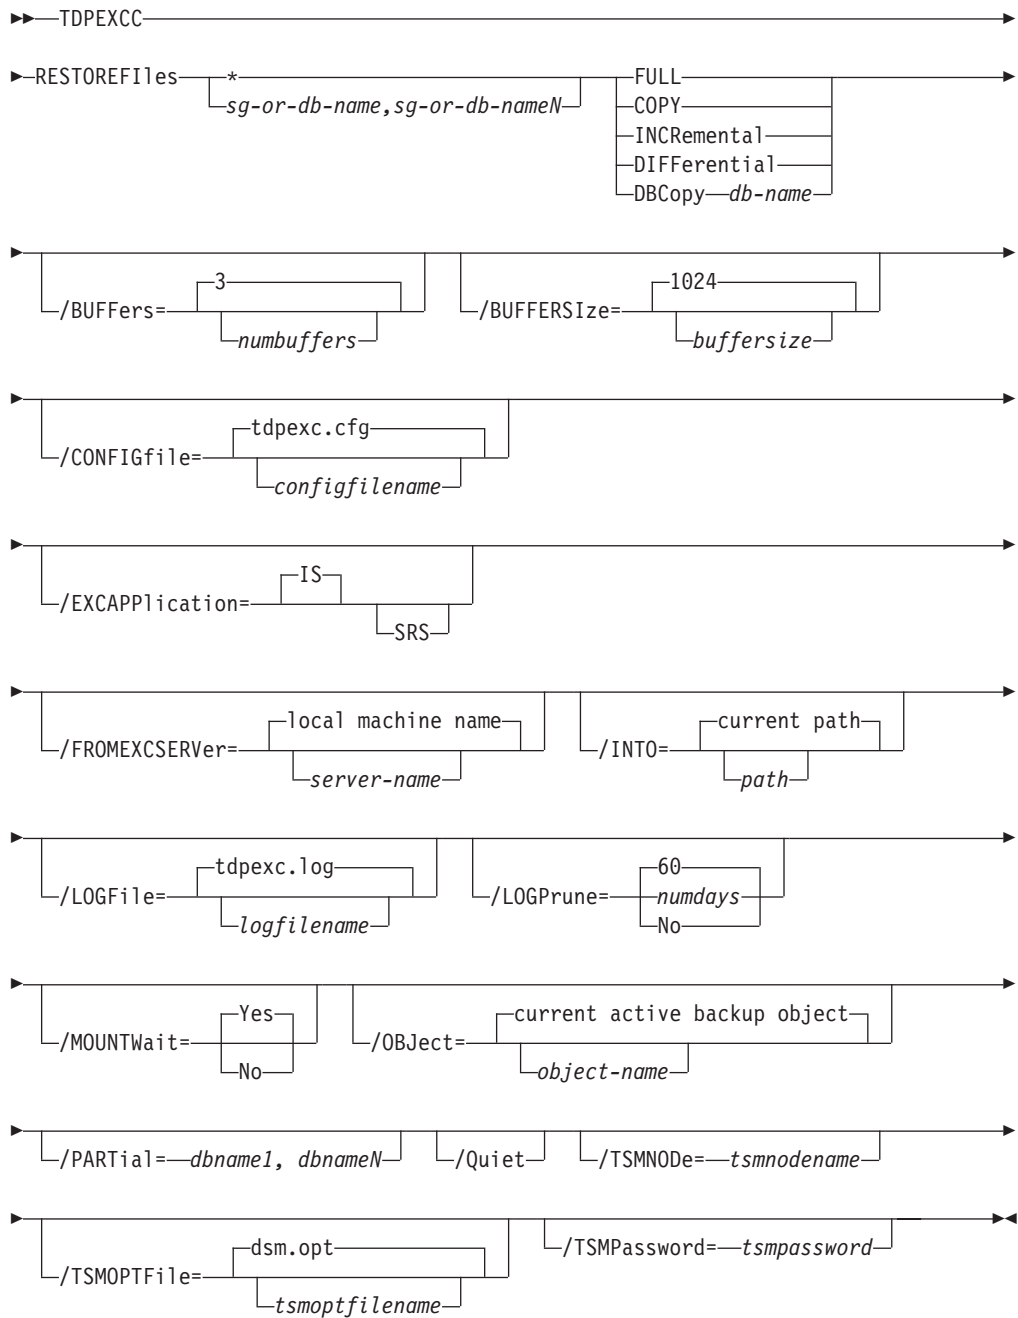 TDPEXCC
RESTOREFIles * FULL
sg-or-db-name,sg-or-db-nameN COPY
INCRemental
DIFFerential
DBCopy db-name
3 1024
/BUFFers= /BUFFERSIze=
numbuffers buffersize
tdpexc.cfg
/CONFIGfile=
configfilename
IS
/EXCAPPlication=
SRS
local machine name current path
/FROMEXCSERVer= /INTO=
server-name path
tdpexc.log 60
/LOGFile= /LOGPrune= numdays
logfilename No
Yes current active backup object
/MOUNTWait= /OBJect=
No object-name
/PARTial= dbname1, dbnameN /Quiet /TSMNODe= tsmnodename
dsm.opt /TSMPassword= tsmpassword
/TSMOPTFile=
tsmoptfilename